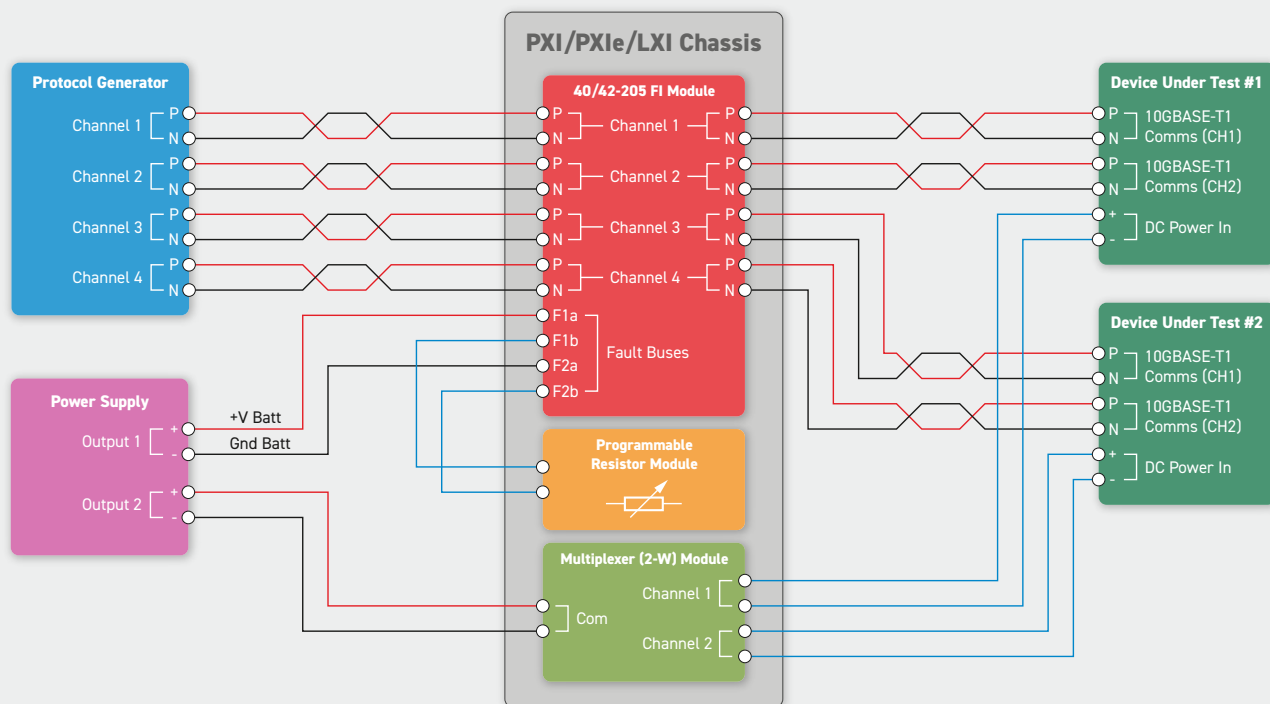 PXI/PXIe/LXI Chassis
Protocol Generator
Channel 1
P
N
Channel 2
P
N
Channel 3
P
N
Channel 4
P
N
Power Supply
Output 1
+
-
+V Batt
Gnd Batt
Output 2
+
-
40/42-205 FI Module
P
N
Channel 1
P
N
P
N
Channel 2
P
N
P
N
Channel 3
P
N
P
N
Channel 4
P
N
F1a
F1b
F2a
F2b
Fault Buses
Programmable
Resistor Module
Multiplexer (2-W) Module
Com
Channel 1
Channel 2
Device Under Test #1
P
N
10GBASE-T1
Comms (CH1)
P
N
10GBASE-T1
Comms (CH2)
+
-
DC Power In
Device Under Test #2
P
N
10GBASE-T1
Comms (CH1)
P
N
10GBASE-T1
Comms (CH2)
+
-
DC Power In